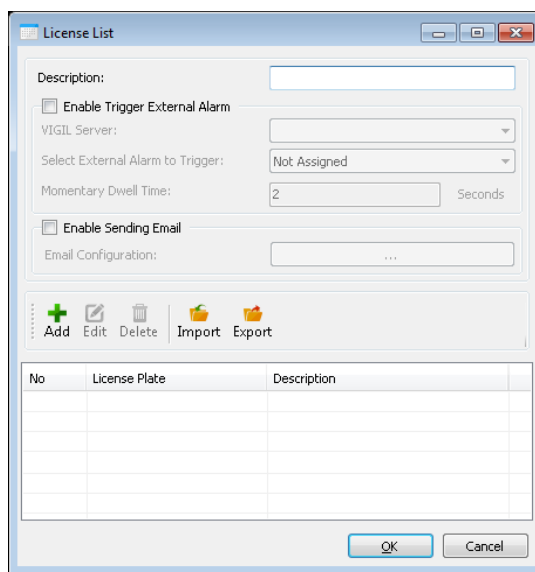 License List
Description:
Enable Trigger External Alarm
VIGIL Server:
Select External Alarm to Trigger: Not Assigned
Momentary Dwell Time: 2 Seconds
Enable Sending Email
Email Configuration: ...
Add Edit Delete Import Export
No License Plate Description
OK Cancel